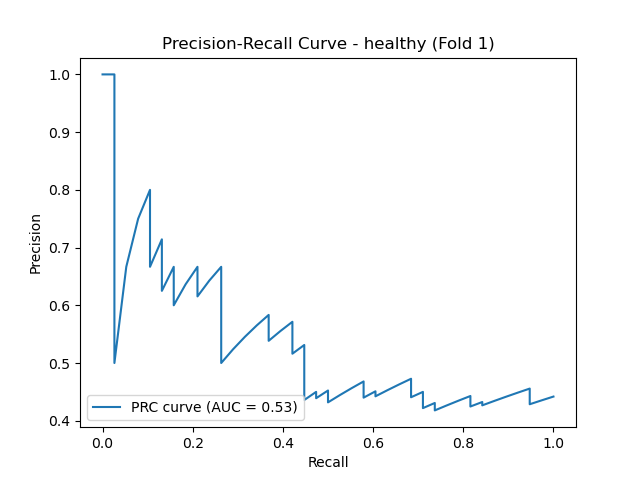 Precision-Recall Curve - healthy (Fold 1)
1.0
0.9
0.8
0.7
0.6
0.5
0.4
Precision
PRC curve (AUC = 0.53)
0.0 0.2 0.4 0.6 0.8 1.0
Recall